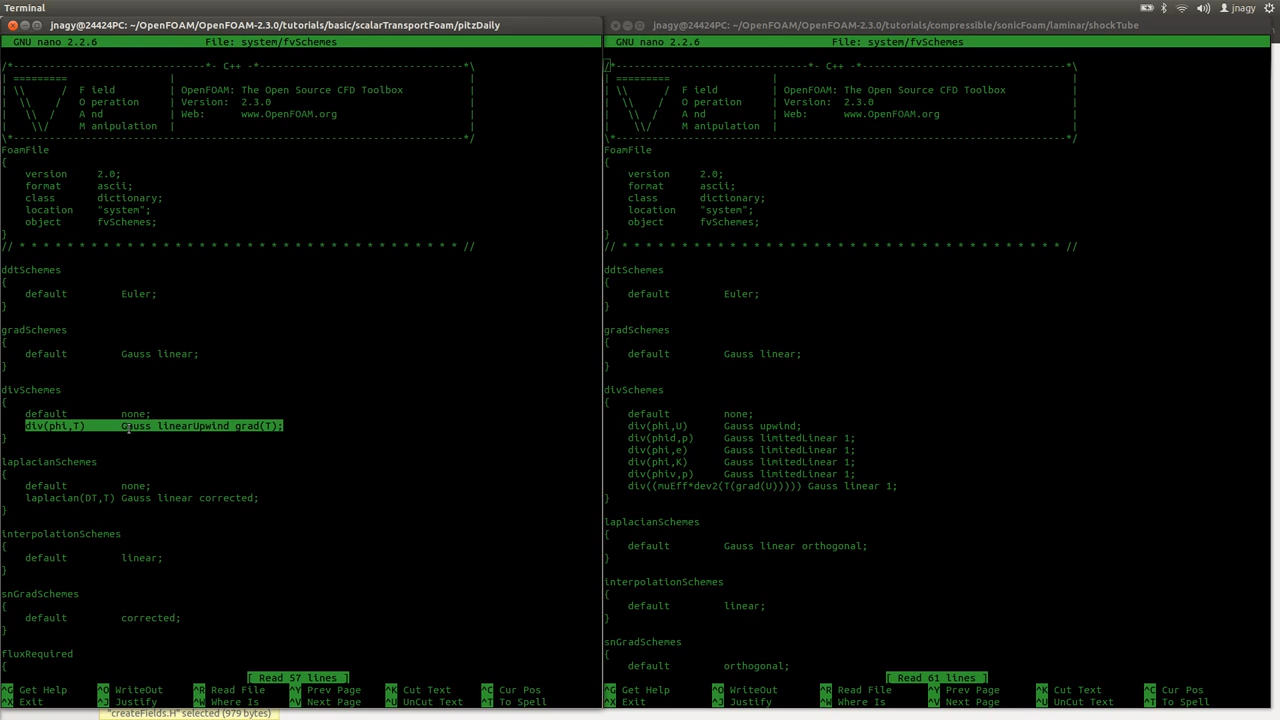 Terminal
jnagy
jnagy@24424PC: ~/OpenFOAM/OpenFOAM-2.3.0/tutorials/basic/scalarTransportFoam/pitzDaily
GNU nano 2.2.6 File: system/fvSchemes
/*--------------------------------*- C++ -*----------------------------------*\
| ========= | |
| \\ / F ield | OpenFOAM: The Open Source CFD Toolbox |
| \\ / O peration | Version: 2.3.0 |
| \\ / A nd | Web: www.OpenFOAM.org |
| \\/ M anipulation | |
\*---------------------------------------------------------------------------*/
FoamFile
{
version 2.0;
format ascii;
class dictionary;
location "system";
object fvSchemes;
}
// * * * * * * * * * * * * * * * * * * * * * * * * * * * * * * * * * * * * * //
ddtSchemes
{
default Euler;
}
gradSchemes
{
default Gauss linear;
}
divSchemes
{
default none;
div(phi,T) Gauss linearUpwind grad(T);
}
laplacianSchemes
{
default none;
laplacian(DT,T) Gauss linear corrected;
}
interpolationSchemes
{
default linear;
}
snGradSchemes
{
default corrected;
}
fluxRequired
{
[ Read 57 lines ]
^G Get Help ^O WriteOut ^R Read File ^Y Prev Page ^K Cut Text ^C Cur Pos
^X Exit ^J Justify ^W Where Is ^V Next Page ^U UnCut Text ^T To Spell
"createFields.H" selected (979 bytes)
jnagy@24424PC: ~/OpenFOAM/OpenFOAM-2.3.0/tutorials/compressible/sonicFoam/laminar/shockTube
GNU nano 2.2.6 File: system/fvSchemes
/*--------------------------------*- C++ -*----------------------------------*\
| ========= | |
| \\ / F ield | OpenFOAM: The Open Source CFD Toolbox |
| \\ / O peration | Version: 2.3.0 |
| \\ / A nd | Web: www.OpenFOAM.org |
| \\/ M anipulation | |
\*---------------------------------------------------------------------------*/
FoamFile
{
version 2.0;
format ascii;
class dictionary;
location "system";
object fvSchemes;
}
// * * * * * * * * * * * * * * * * * * * * * * * * * * * * * * * * * * * * * //
ddtSchemes
{
default Euler;
}
gradSchemes
{
default Gauss linear;
}
divSchemes
{
default none;
div(phi,U) Gauss upwind;
div(phid,p) Gauss limitedLinear 1;
div(phi,e) Gauss limitedLinear 1;
div(phi,K) Gauss limitedLinear 1;
div(phiv,p) Gauss limitedLinear 1;
div((muEff*dev2(T(grad(U))))) Gauss linear 1;
}
laplacianSchemes
{
default Gauss linear orthogonal;
}
interpolationSchemes
{
default linear;
}
snGradSchemes
{
default orthogonal;
[ Read 61 lines ]
^G Get Help ^O WriteOut ^R Read File ^Y Prev Page ^K Cut Text ^C Cur Pos
^X Exit ^J Justify ^W Where Is ^V Next Page ^U UnCut Text ^T To Spell